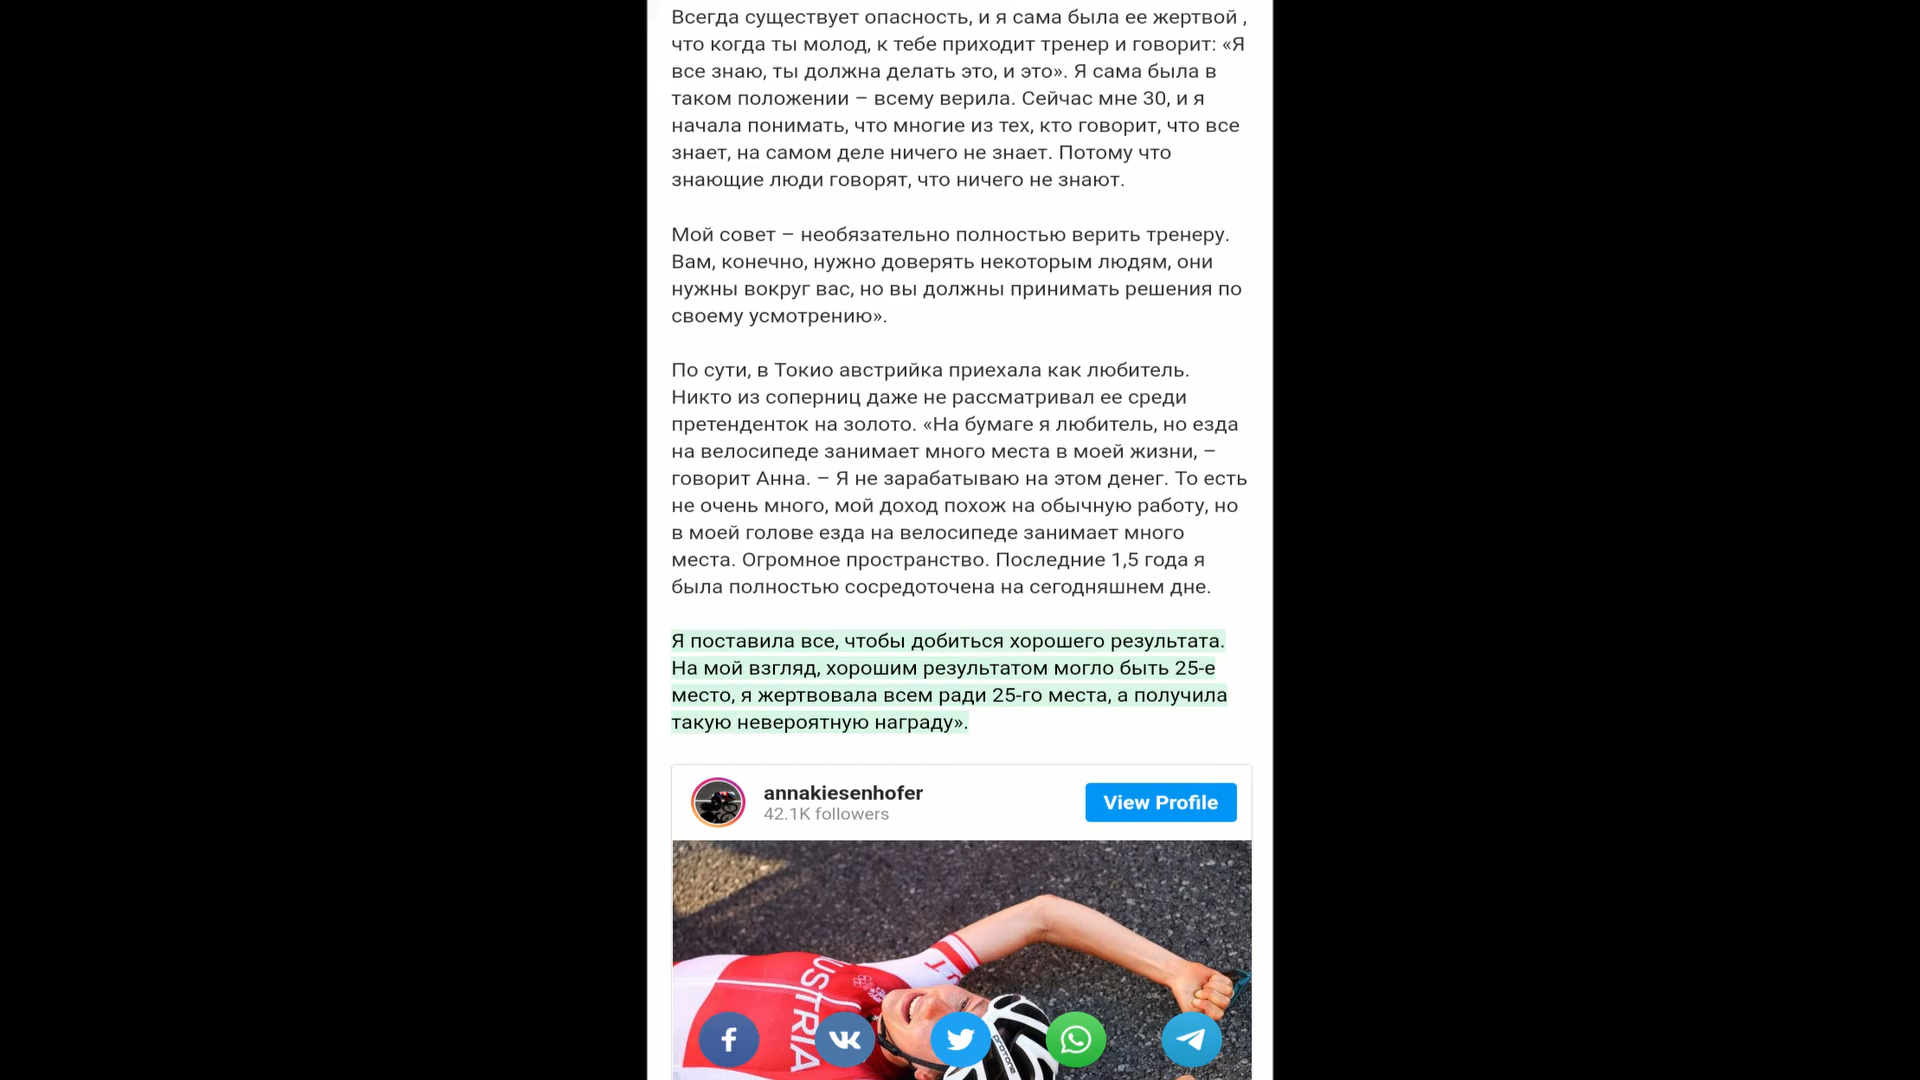 Всегда существует опасность, и я сама была ее жертвой ,
что когда ты молод, к тебе приходит тренер и говорит: «Я
все знаю, ты должна делать это, и это». Я сама была в
таком положении – всему верила. Сейчас мне 30, и я
начала понимать, что многие из тех, кто говорит, что все
знает, на самом деле ничего не знает. Потому что
знающие люди говорят, что ничего не знают.
Мой совет – необязательно полностью верить тренеру.
Вам, конечно, нужно доверять некоторым людям, они
нужны вокруг вас, но вы должны принимать решения по
своему усмотрению».
По сути, в Токио австрийка приехала как любитель.
Никто из соперниц даже не рассматривал ее среди
претенденток на золото. «На бумаге я любитель, но езда
на велосипеде занимает много места в моей жизни, –
говорит Анна. – Я не зарабатываю на этом денег. То есть
не очень много, мой доход похож на обычную работу, но
в моей голове езда на велосипеде занимает много
места. Огромное пространство. Последние 1,5 года я
была полностью сосредоточена на сегодняшнем дне.
Я поставила все, чтобы добиться хорошего результата.
На мой взгляд, хорошим результатом могло быть 25-е
место, я жертвовала всем ради 25-го места, а получила
такую невероятную награду».
annakiesenhofer
View Profile
42.1K followers
USTRIA
PROTONE